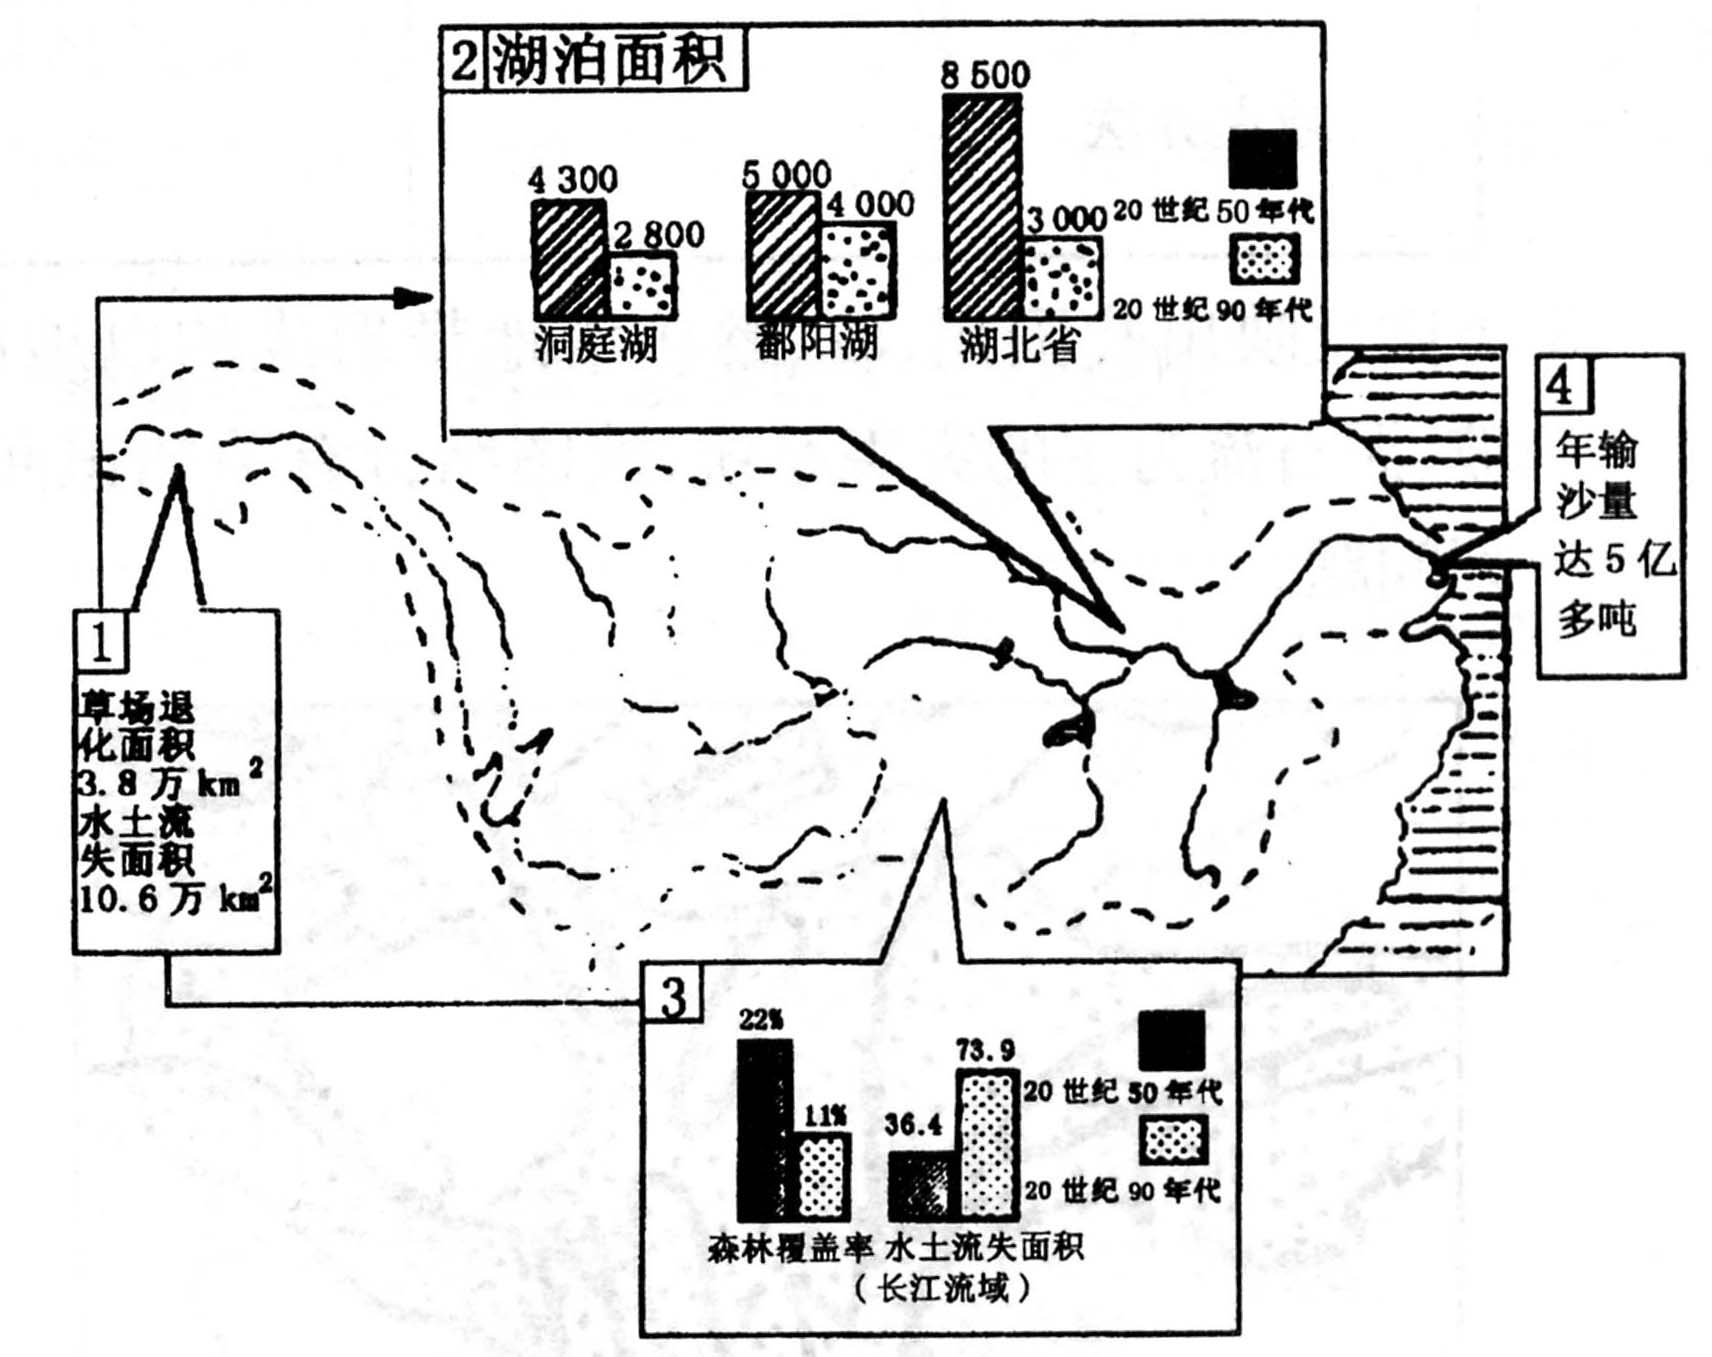 2 湖泊面积
8 500
4 300
5 000
2 800
4 000
3 000
20 世纪 50 年代
20 世纪 90 年代
洞庭湖
鄱阳湖
湖北省
4
年输
沙量
达 5 亿
多吨
1
草场退
化面积
3.8 万 km²
水土流
失面积
10.6 万 km²
3
22%
11%
36.4
73.9
20 世纪 50 年代
20 世纪 90 年代
森林覆盖率 水土流失面积
（长江流域）